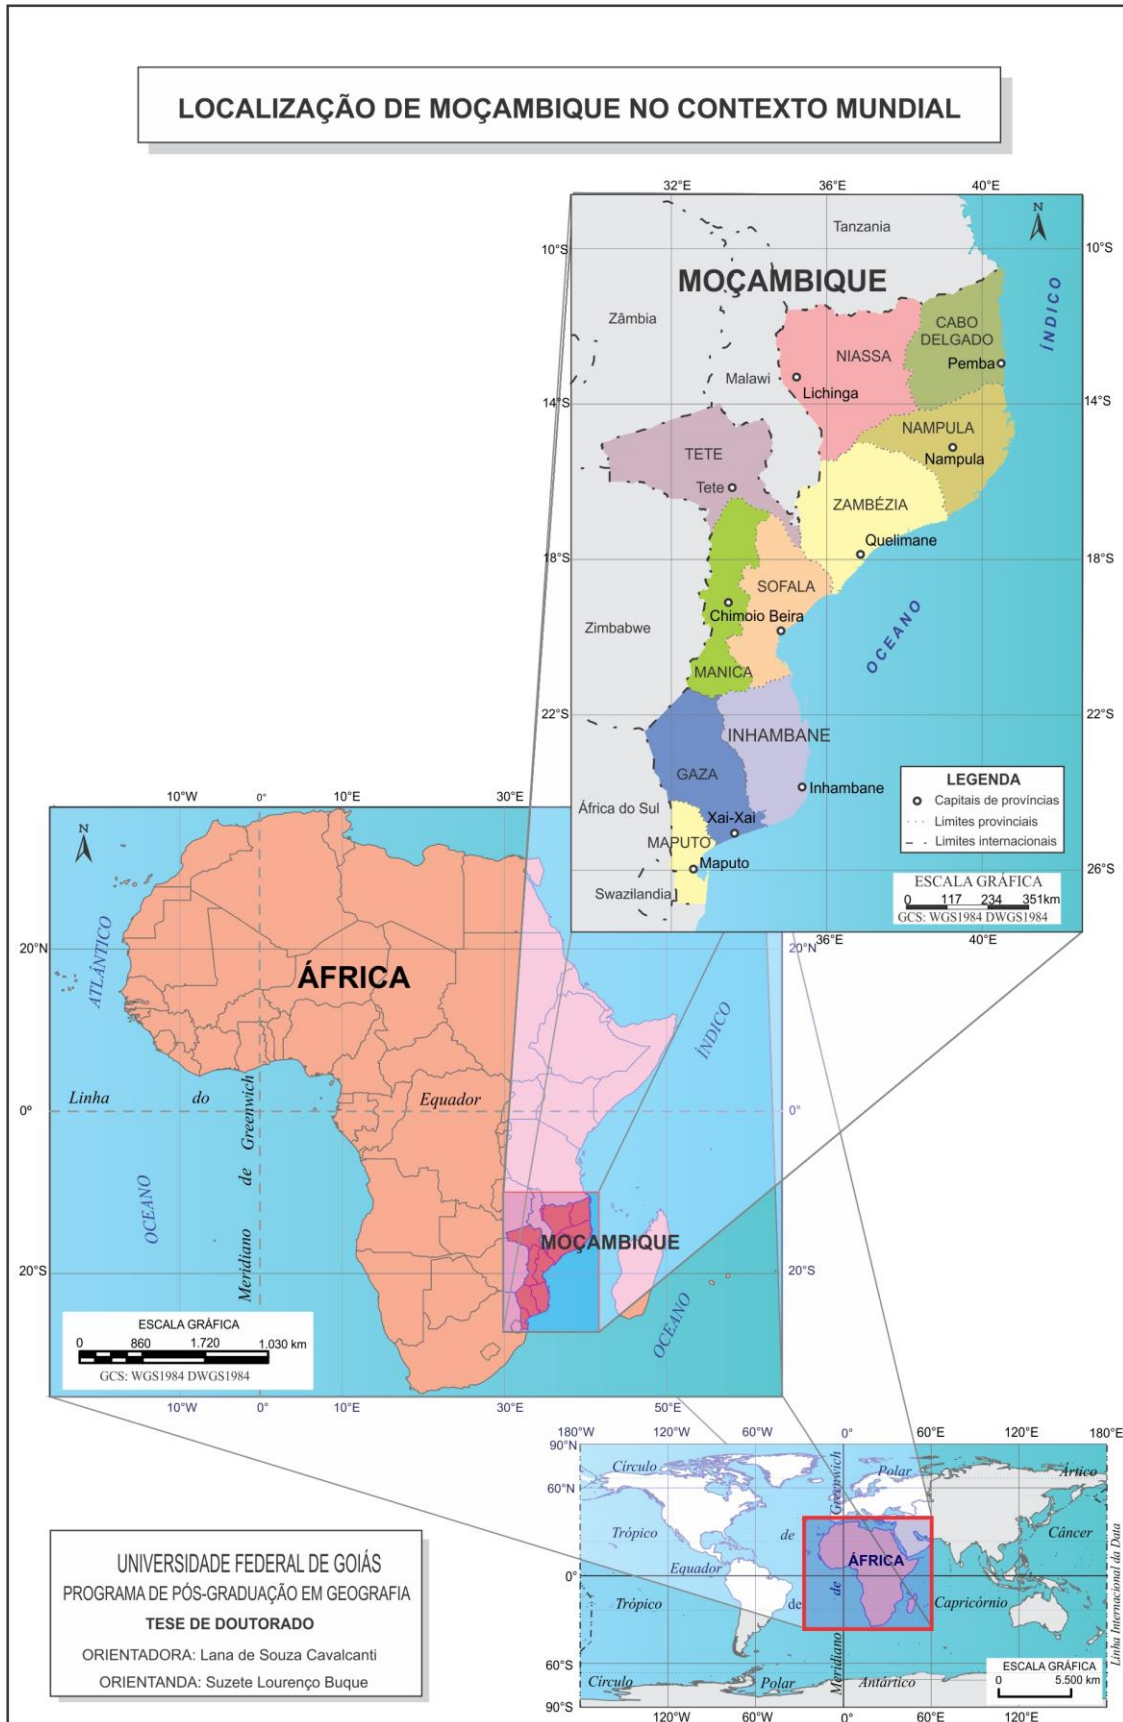 LOCALIZAÇÃO DE MOÇAMBIQUE NO CONTEXTO MUNDIAL
32°E 36°E 40°E
N
Tanzania
10°S 10°S
MOÇAMBIQUE
ÍNDICO
Zâmbia
CABO
DELGADO
NIASSA
Pemba
Malawi
Lichinga
14°S 14°S
NAMPULA
TETE
Nampula
Tete
ZAMBÉZIA
Quelimane
18°S 18°S
SOFALA
Chimoio Beira
Zimbabwe
OCEANO
MANICA
22°S 22°S
INHAMBANE
GAZA
Inhambane
África do Sul
Xai-Xai
MAPUTO
Maputo
26°S 26°S
Swazilandia
LEGENDA
Capitais de províncias
Limites provinciais
Limites internacionais
ESCALA GRÁFICA
0 117 234 351km
GCS: WGS1984 DWGS1984
36°E 40°E
10°W 0° 10°E 30°E
N
20°N 20°N
ATLÁNTICO
ÁFRICA
ÍNDICO
Linha do Equador
0° 0°
Meridiano de Greenwich
OCEANO
MOÇAMBIQUE
20°S 20°S
OCEANO
ESCALA GRÁFICA
0 860 1.720 1.030 km
GCS: WGS1984 DWGS1984
10°W 0° 10°E 30°E 50°E
180°W 120°W 60°W 0° 60°E 120°E 180°E
90°N
Círculo Polar Ártico
60°N
Greenwich
Trópico de Câncer
ÁFRICA
Equador
0° 0°
Trópico de Capricórnio
de
Meridiano
Linha Internacional da Data
60°S 60°S
Círculo Polar Antártico
90°S 90°S
ESCALA GRÁFICA
0 5.500 km
120°W 60°W 0° 60°E 120°E 180°E
UNIVERSIDADE FEDERAL DE GOIÁS
PROGRAMA DE PÓS-GRADUAÇÃO EM GEOGRAFIA
TESE DE DOUTORADO
ORIENTADORA: Lana de Souza Cavalcanti
ORIENTANDA: Suzete Lourenço Buque